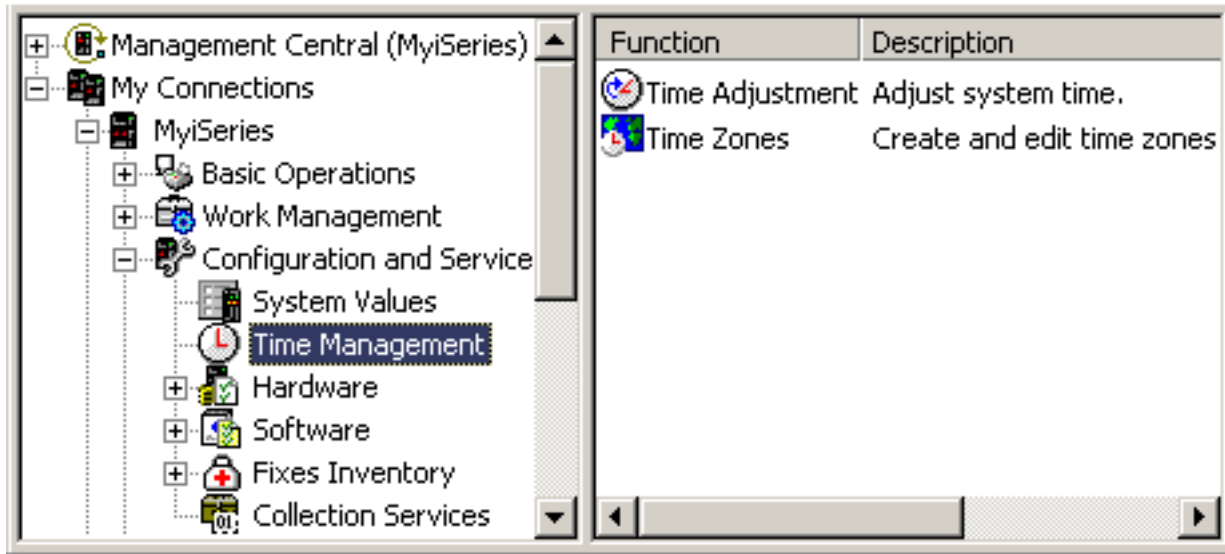 Management Central (MyiSeries)
My Connections
MyiSeries
Basic Operations
Work Management
Configuration and Service
System Values
Time Management
Hardware
Software
Fixes Inventory
Collection Services
Function Description
Time Adjustment Adjust system time.
Time Zones Create and edit time zones